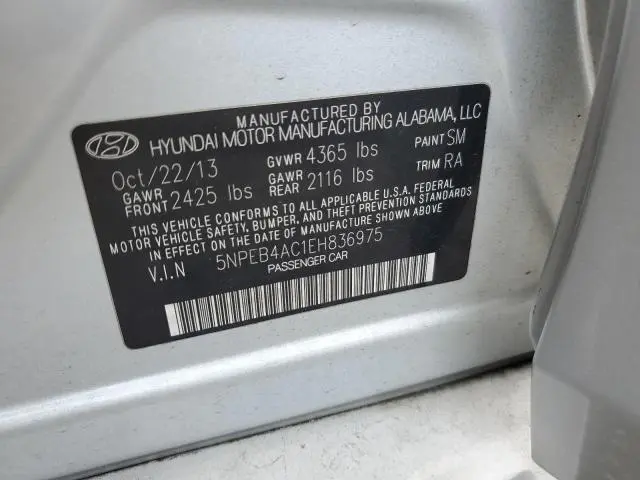 MANUFACTURED BY
HYUNDAI MOTOR MANUFACTURING ALABAMA, LLC
Oct/22/13 GVWR 4365 lbs PAINT SM
GAWR FRONT 2425 lbs GAWR REAR 2116 lbs TRIM RA
THIS VEHICLE CONFORMS TO ALL APPLICABLE U.S.A. FEDERAL
MOTOR VEHICLE SAFETY, BUMPER, AND THEFT PREVENTION STANDARDS
IN EFFECT ON THE DATE OF MANUFACTURE SHOWN ABOVE.
V.I.N 5NPEB4AC1EH836975
PASSENGER CAR